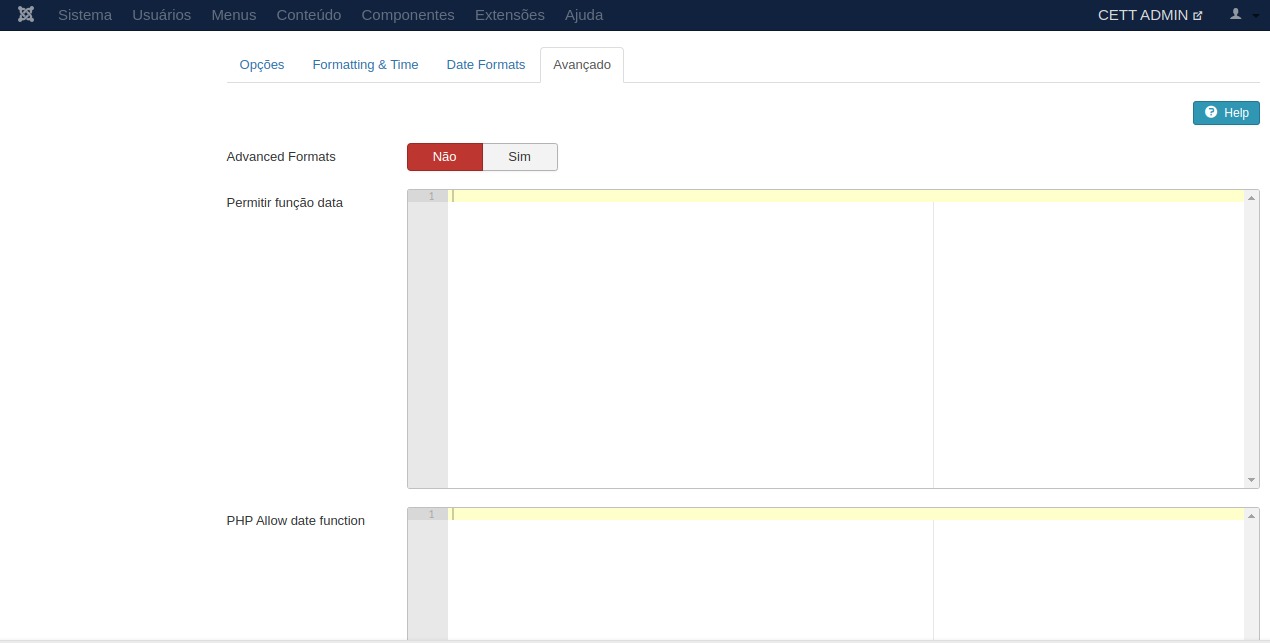 Sistema Usuários Menus Conteúdo Componentes Extensões Ajuda CETT ADMIN
Opções Formatting & Time Date Formats Avançado
Help
Advanced Formats Não Sim
Permitir função data 1
PHP Allow date function 1